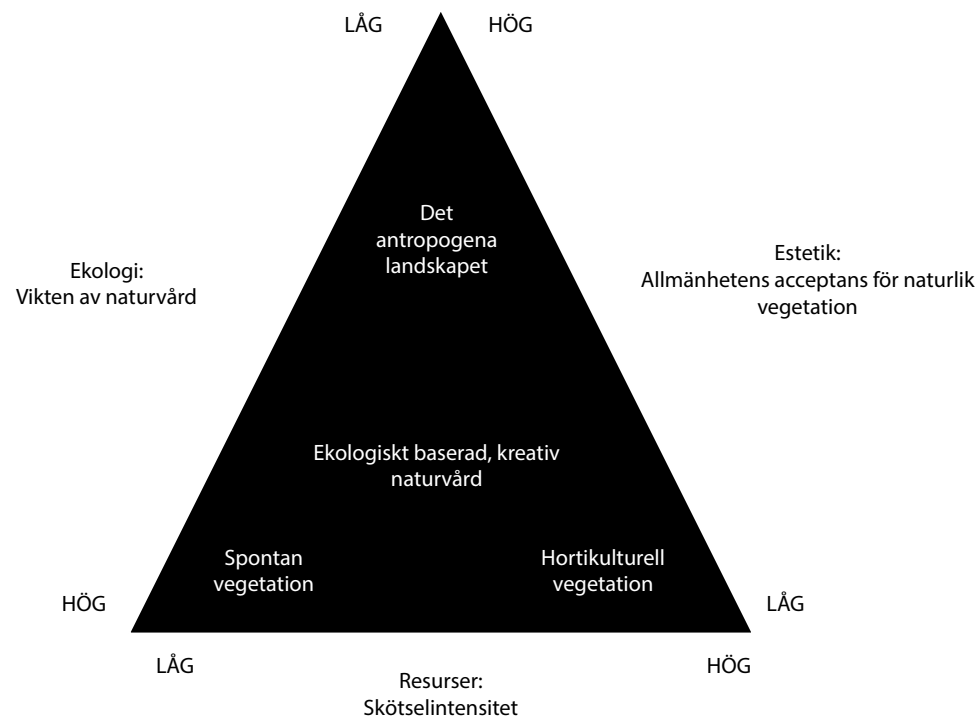 LÅG
HÖG
Det
antropogena
landskapet
Ekologi:
Vikten av naturvård
Estetik:
Allmänhetens acceptans för naturlik
vegetation
Ekologiskt baserad, kreativ
naturvård
Spontan
vegetation
Hortikulturell
vegetation
HÖG
LÅG
LÅG
HÖG
Resurser:
Skötselintensitet